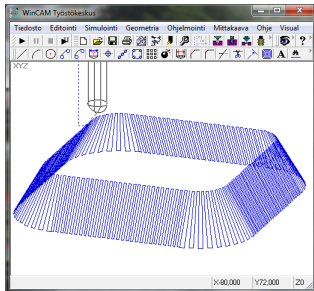 WinCAM Työstökeskus
Tiedosto Editointi Simulointi Geometria Ohjelmointi Mittakaava Ohje Visual
XYZ
X-80,000 Y72,000 Z0